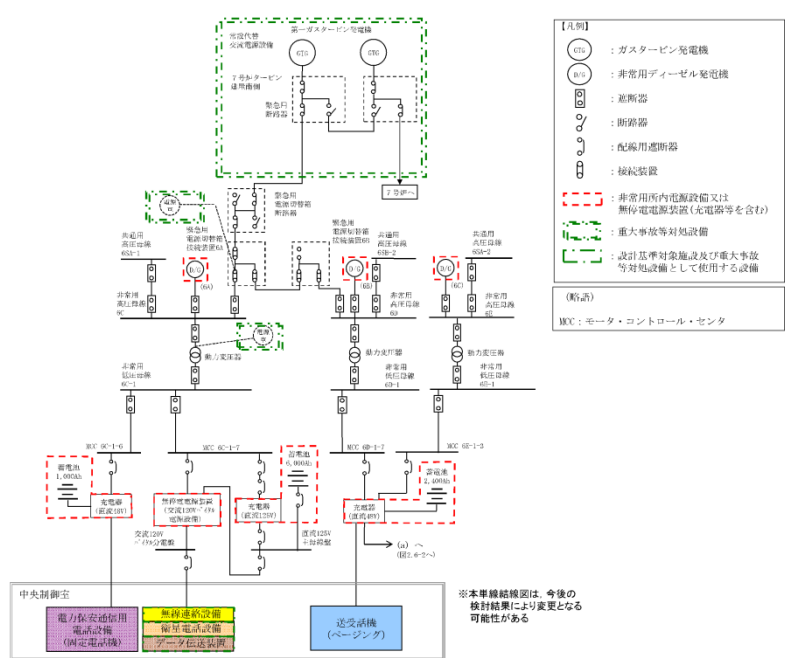 常設代替
交流電源設備
第一ガスタービン発電機
GTG
GTG
7号炉タービン
建屋南側
緊急用
断路器
7号炉へ
電源車
緊急用
電源切替箱
断路器
緊急用
電源切替箱
接続装置6A
緊急用
電源切替箱
接続装置6B
共通用
高圧母線
6SA-1
共通用
高圧母線
6SB-2
共通用
高圧母線
6SA-2
D/G
(6A)
D/G
(6B)
D/G
(6C)
非常用
高圧母線
6C
非常用
高圧母線
6D
非常用
高圧母線
6E
電源車
動力変圧器
動力変圧器
動力変圧器
非常用
低圧母線
6C-1
非常用
低圧母線
6D-1
非常用
低圧母線
6E-1
MCC 6C-1-6
MCC 6C-1-7
MCC 6D-1-7
MCC 6E-1-3
蓄電池
1,000Ah
充電器
(直流48V)
無停電電源装置
(交流120Vバイタル
電源設備)
蓄電池
6,000Ah
充電器
(直流125V)
蓄電池
2,400Ah
充電器
(直流48V)
交流120V
バイタル分電盤
直流125V
主母線盤
(a) へ
(図2.6-2へ)
中央制御室
電力保安通信用
電話設備
(固定電話機)
無線連絡設備
衛星電話設備
データ伝送装置
送受話機
(ページング)
※本単線結線図は、今後の
検討結果により変更となる
可能性がある
【凡例】
GTG
:ガスタービン発電機
D/G
:非常用ディーゼル発電機
:遮断器
:断路器
:配線用遮断器
:接続装置
:非常用所内電源設備又は
無停電電源装置(充電器等を含む)
:重大事故等対処設備
:設計基準対象施設及び重大事故
等対処設備として使用する設備
(略語)
MCC:モータ・コントロール・センタ